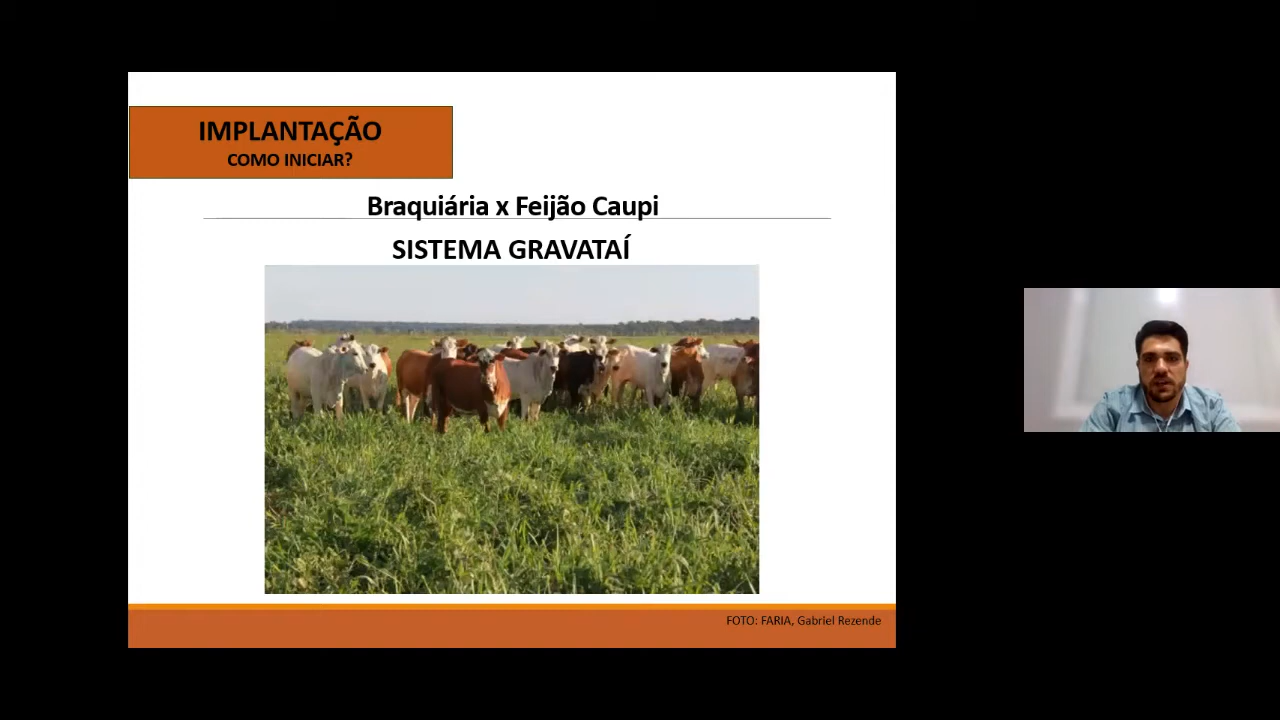 IMPLANTAÇÃO
COMO INICIAR?
Braquiária x Feijão Caupi
SISTEMA GRAVATAÍ
FOTO: FARIA, Gabriel Rezende